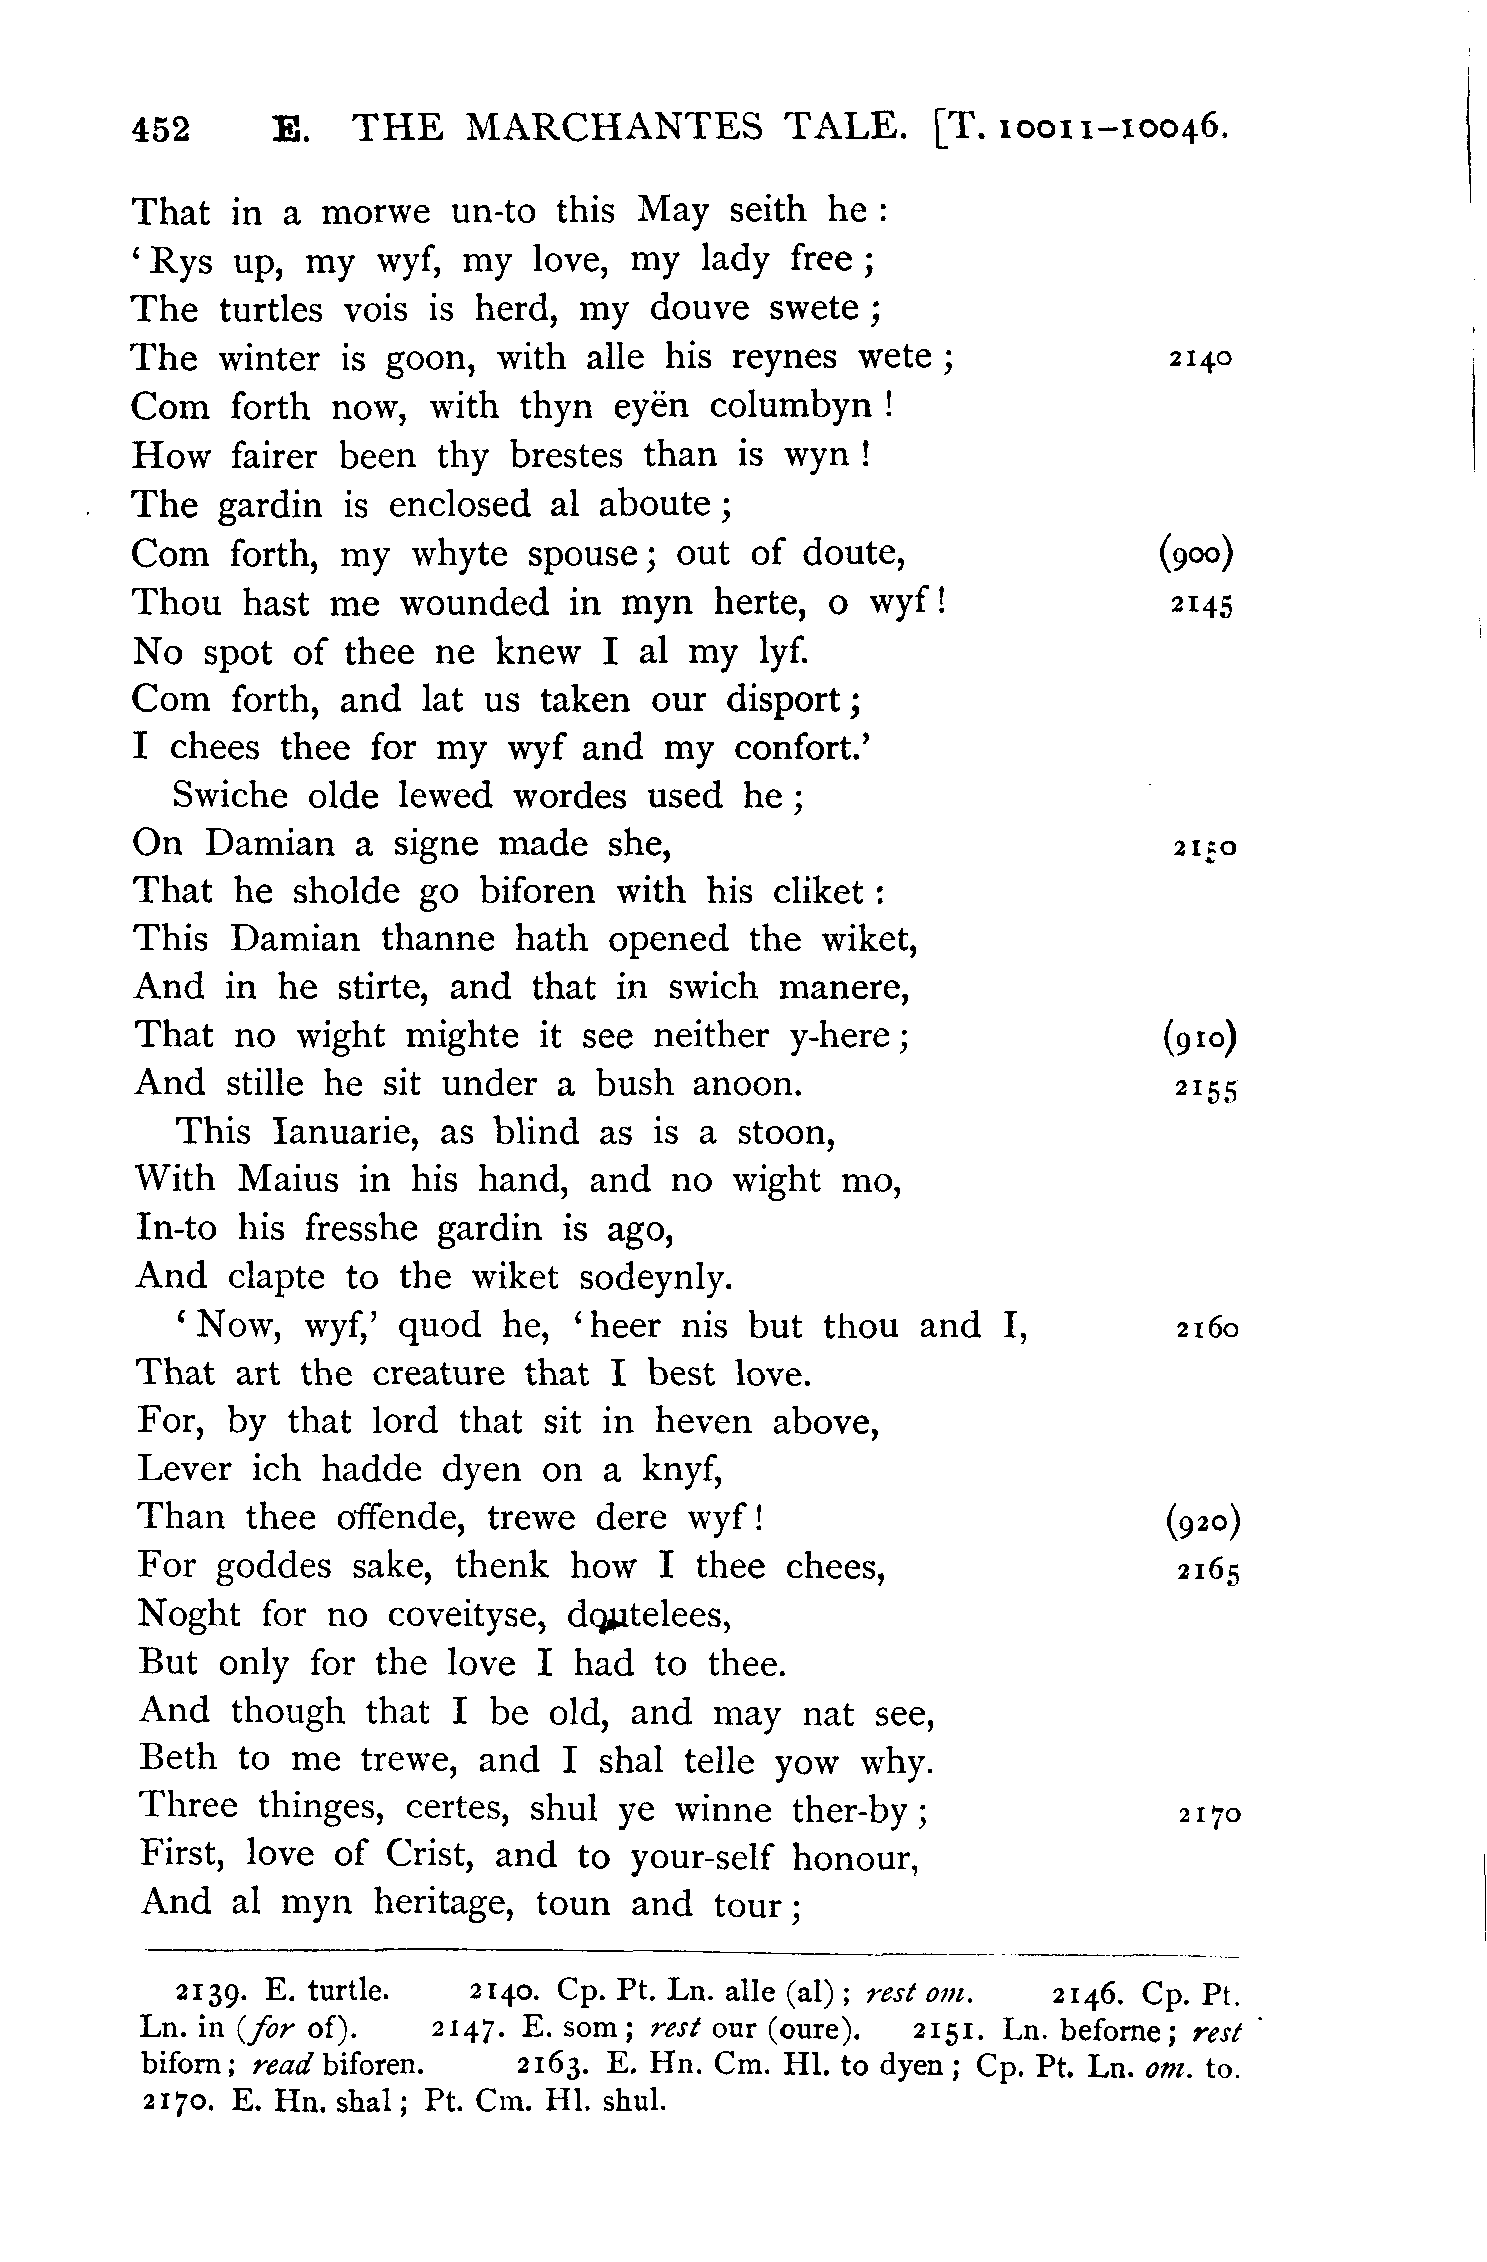 452 E. THE MARCHANTES TALE. [T. 10011–10046.
That in a morwe un-to this May seith he :
‘ Rys up, my wyf, my love, my lady free ;
The turtles vois is herd, my douve swete ;
The winter is goon, with alle his reynes wete ; 2140
Com forth now, with thyn eyën columbyn !
How fairer been thy brestes than is wyn !
The gardin is enclosed al aboute ;
Com forth, my whyte spouse ; out of doute, (900)
Thou hast me wounded in myn herte, o wyf ! 2145
No spot of thee ne knew I al my lyf.
Com forth, and lat us taken our disport ;
I chees thee for my wyf and my confort.’
Swiche olde lewed wordes used he ;
On Damian a signe made she, 2150
That he sholde go biforen with his cliket :
This Damian thanne hath opened the wiket,
And in he stirte, and that in swich manere,
That no wight mighte it see neither y-here ; (910)
And stille he sit under a bush anoon. 2155
This Ianuarie, as blind as is a stoon,
With Maius in his hand, and no wight mo,
In-to his fresshe gardin is ago,
And clapte to the wiket sodeynly.
‘ Now, wyf,’ quod he, ‘ heer nis but thou and I, 2160
That art the creature that I best love.
For, by that lord that sit in heven above,
Lever ich hadde dyen on a knyf,
Than thee offende, trewe dere wyf ! (920)
For goddes sake, thenk how I thee chees, 2165
Noght for no coveityse, doutelees,
But only for the love I had to thee.
And though that I be old, and may nat see,
Beth to me trewe, and I shal telle yow why.
Three thinges, certes, shul ye winne ther-by ; 2170
First, love of Crist, and to your-self honour,
And al myn heritage, toun and tour ;
2139. E. turtle. 2140. Cp. Pt. Ln. alle (al) ; rest om. 2146. Cp. Pt.
Ln. in (for of). 2147. E. som ; rest our (oure). 2151. Ln. beforne ; rest
biforn ; read biforen. 2163. E. Hn. Cm. Hl. to dyen ; Cp. Pt. Ln. om. to.
2170. E. Hn. shal ; Pt. Cm. Hl. shul.